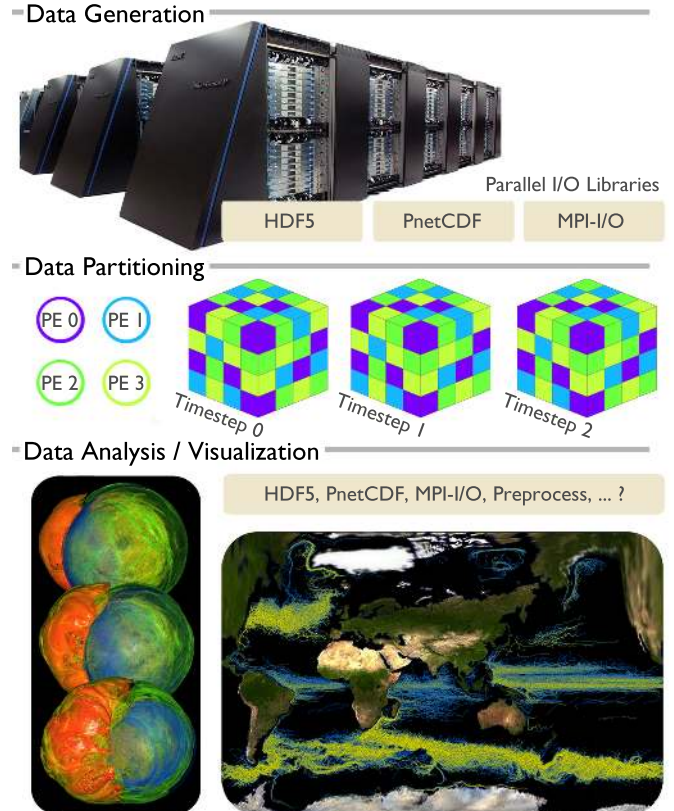 Data Generation
Parallel I/O Libraries
HDF5 PnetCDF MPI-I/O
Data Partitioning
PE 0 PE 1
PE 2 PE 3
Timestep 0 Timestep 1 Timestep 2
Data Analysis / Visualization
HDF5, PnetCDF, MPI-I/O, Preprocess, ... ?